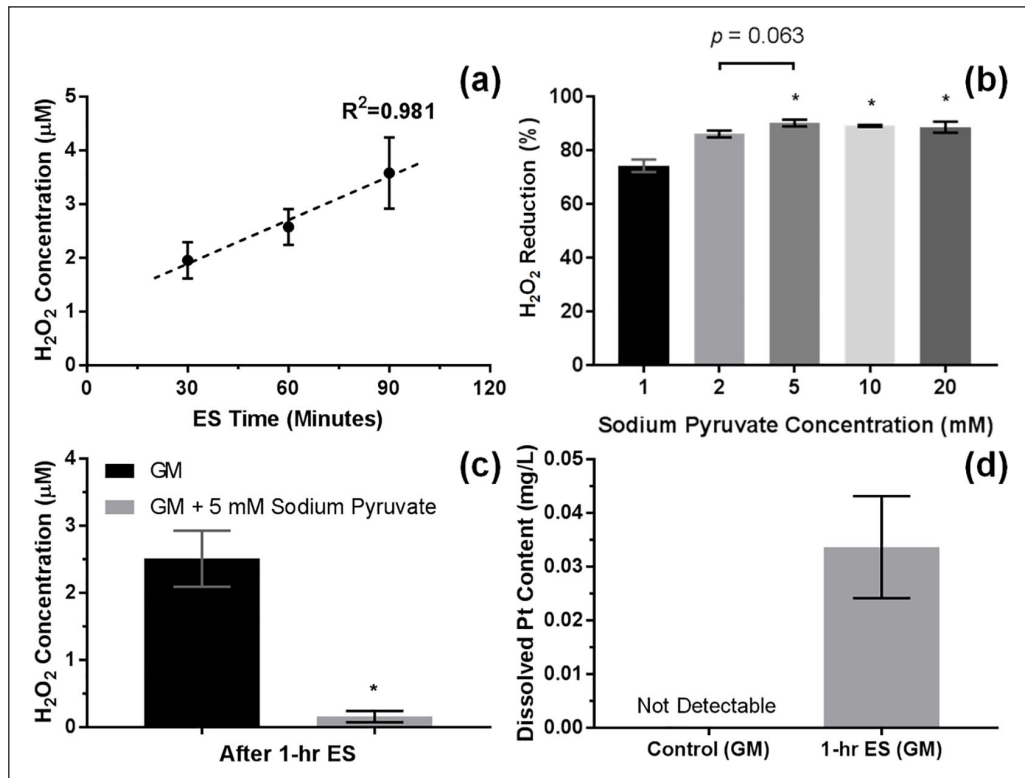 (a)
R²=0.981
H₂O₂ Concentration (µM)
5
4
3
2
1
0
0 30 60 90 120
ES Time (Minutes)
(b)
p = 0.063
* * *
H₂O₂ Reduction (%)
100
80
60
40
20
0
1 2 5 10 20
Sodium Pyruvate Concentration (mM)
(c)
GM
GM + 5 mM Sodium Pyruvate
H₂O₂ Concentration (µM)
4
3
2
1
0
*
After 1-hr ES
(d)
Dissolved Pt Content (mg/L)
0.05
0.04
0.03
0.02
0.01
0.00
Not Detectable
Control (GM) 1-hr ES (GM)